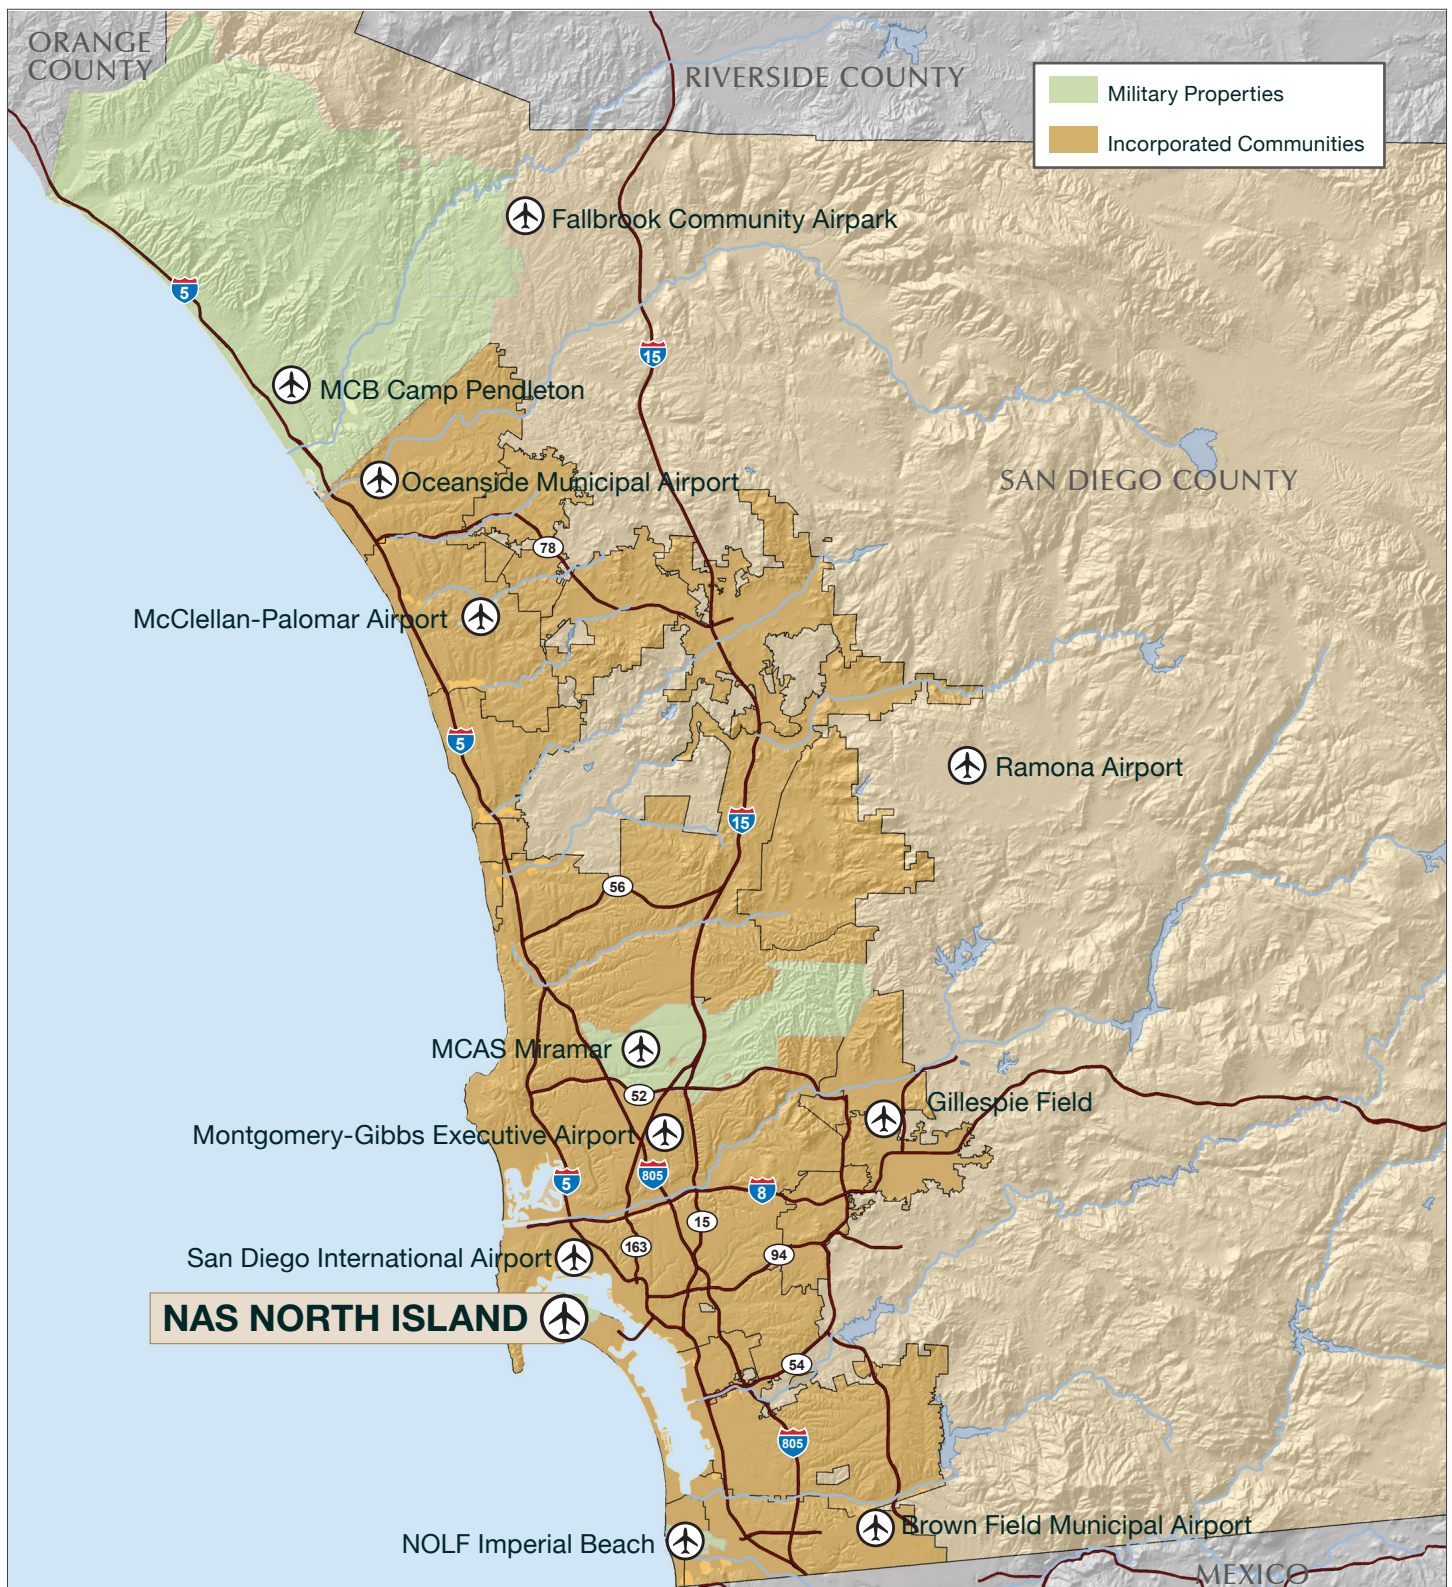 ORANGE
COUNTY
RIVERSIDE COUNTY
Military Properties
Incorporated Communities
Fallbrook Community Airpark
5
15
MCB Camp Pendleton
SAN DIEGO COUNTY
Oceanside Municipal Airport
78
McClellan-Palomar Airport
5
Ramona Airport
15
56
MCAS Miramar
52
Gillespie Field
Montgomery-Gibbs Executive Airport
805
5
8
15
163
94
San Diego International Airport
NAS NORTH ISLAND
54
805
Brown Field Municipal Airport
NOLF Imperial Beach
MEXICO